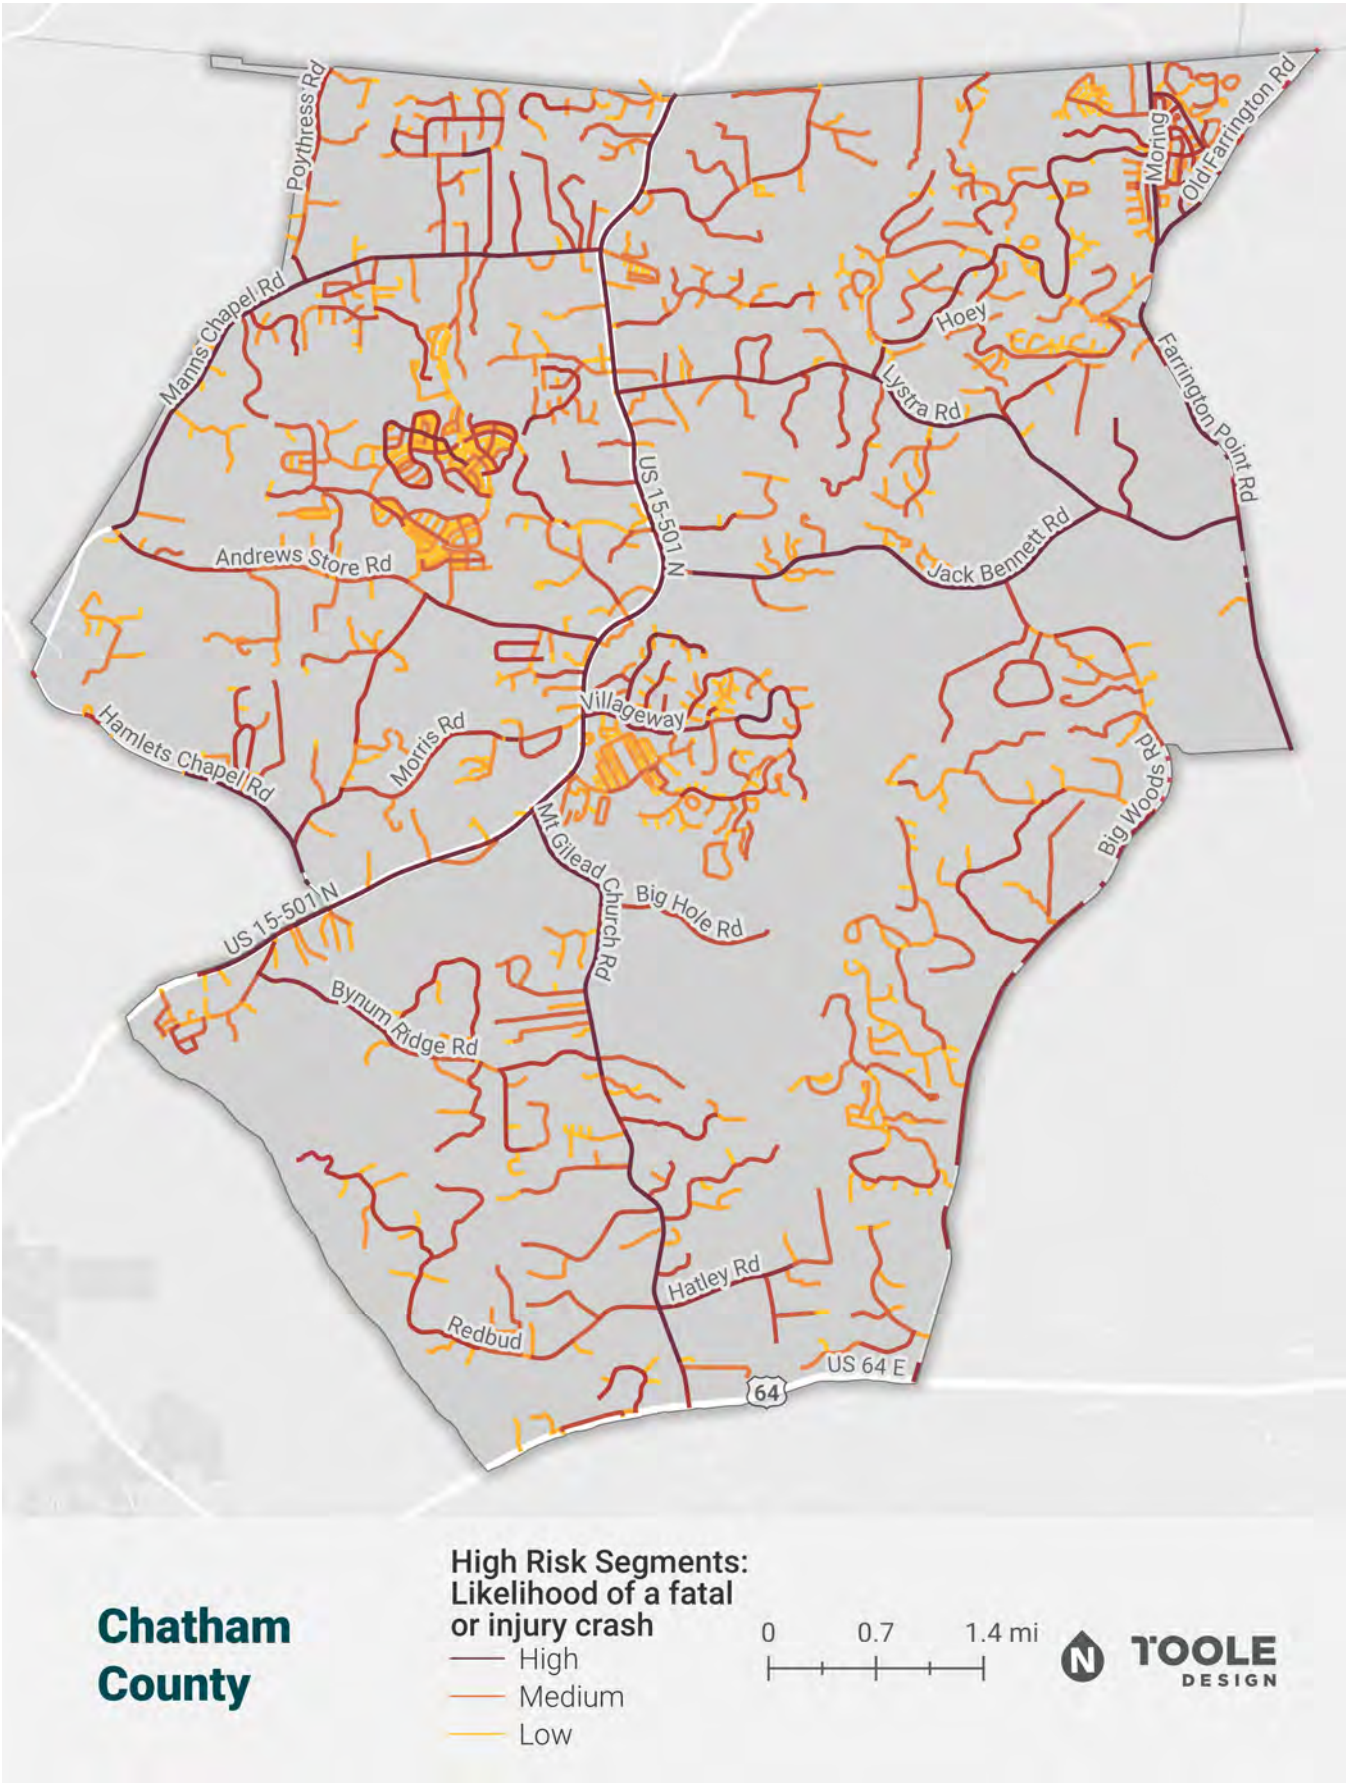 Poythress Rd
Moring
Old Farrington Rd
Manns Chapel Rd
Hoey
Lystra Rd
Farrington Point Rd
US 15-501 N
Andrews Store Rd
Jack Bennett Rd
Villageway
Hamlets Chapel Rd
Morris Rd
Big Woods Rd
Mt Gilead Church Rd
Big Hole Rd
US 15-501 N
Bynum Ridge Rd
Hatley Rd
Redbud
US 64 E
64
Chatham
County
High Risk Segments:
Likelihood of a fatal
or injury crash
High
Medium
Low
0 0.7 1.4 mi
N
TOOLE
DESIGN